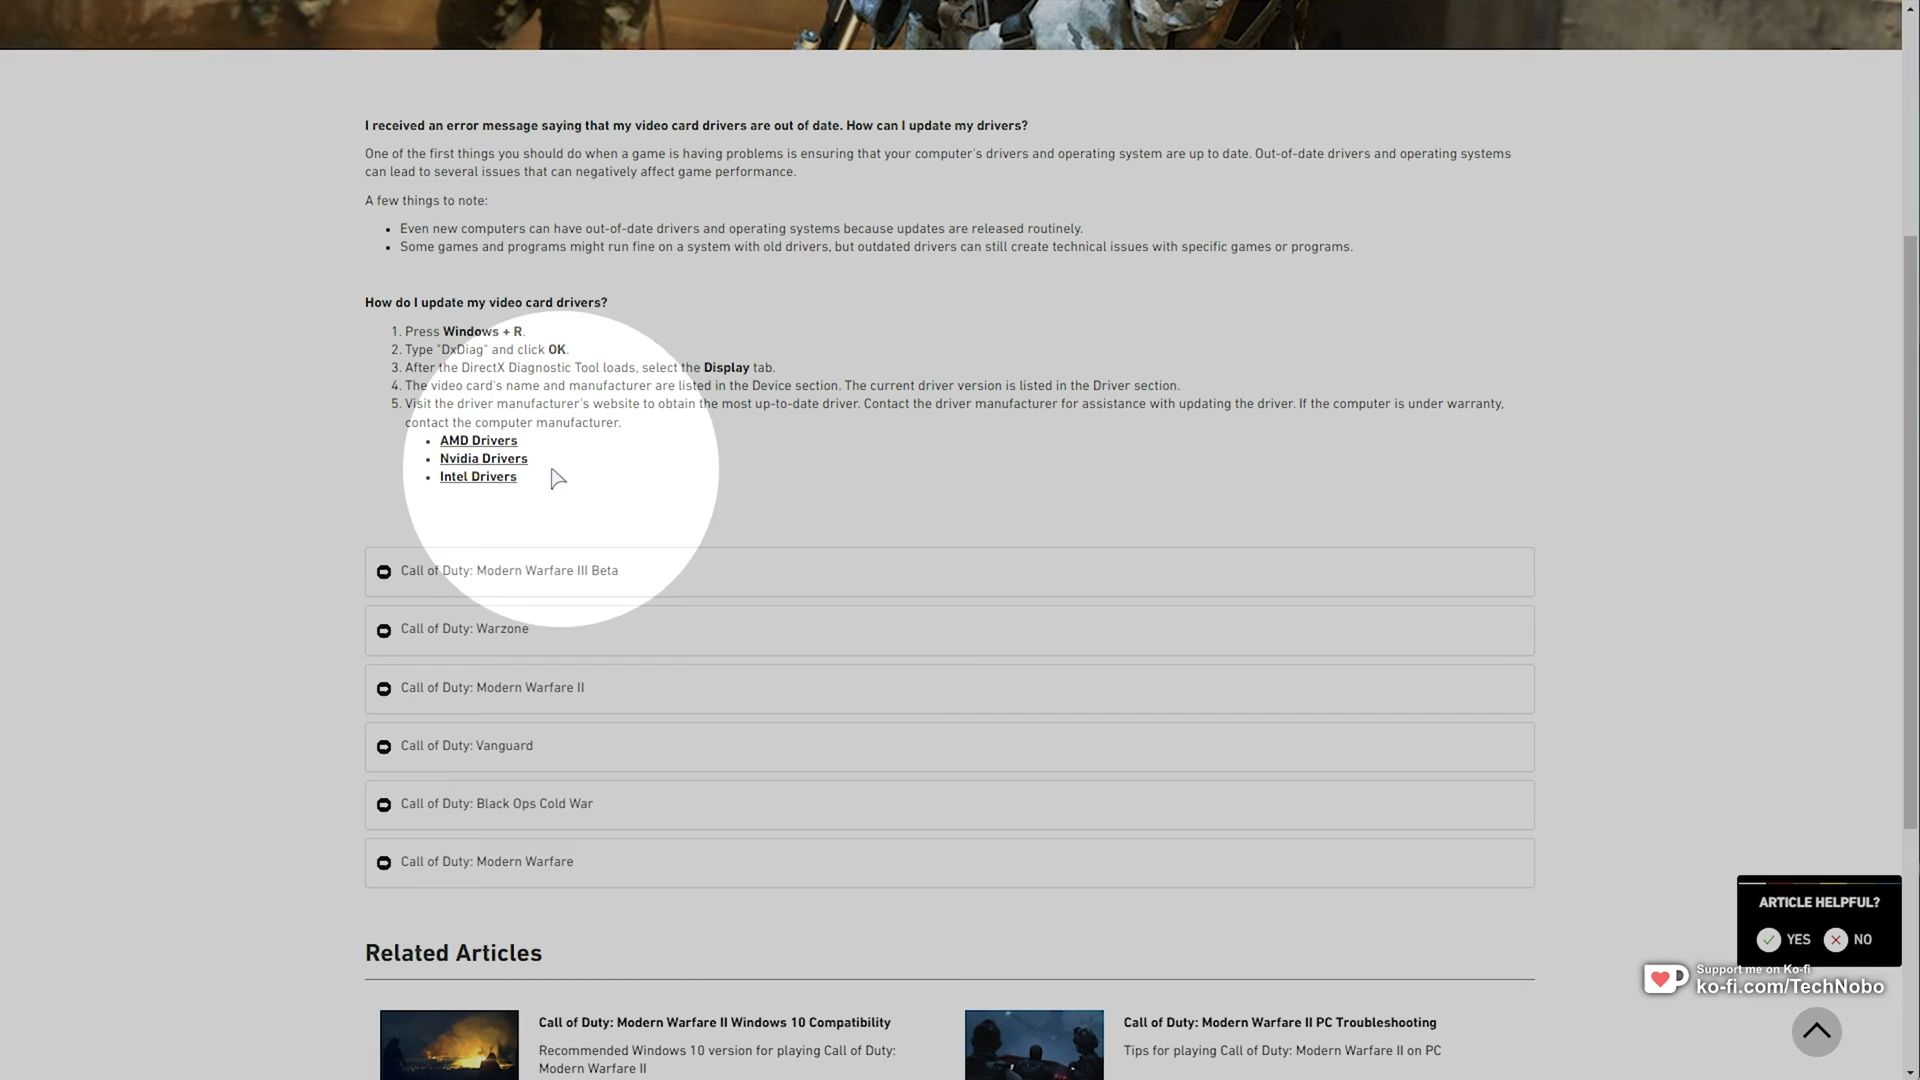 I received an error message saying that my video card drivers are out of date. How can I update my drivers?
One of the first things you should do when a game is having problems is ensuring that your computer's drivers and operating system are up to date. Out-of-date drivers and operating systems
can lead to several issues that can negatively affect game performance.
A few things to note:
• Even new computers can have out-of-date drivers and operating systems because updates are released routinely.
• Some games and programs might run fine on a system with old drivers, but outdated drivers can still create technical issues with specific games or programs.
How do I update my video card drivers?
1. Press Windows + R.
2. Type "DxDiag" and click OK.
3. After the DirectX Diagnostic Tool loads, select the Display tab.
4. The video card's name and manufacturer are listed in the Device section. The current driver version is listed in the Driver section.
5. Visit the driver manufacturer's website to obtain the most up-to-date driver. Contact the driver manufacturer for assistance with updating the driver. If the computer is under warranty,
contact the computer manufacturer.
• AMD Drivers
• Nvidia Drivers
• Intel Drivers
Call of Duty: Modern Warfare III Beta
Call of Duty: Warzone
Call of Duty: Modern Warfare II
Call of Duty: Vanguard
Call of Duty: Black Ops Cold War
Call of Duty: Modern Warfare
ARTICLE HELPFUL?
YES NO
Support me on Ko-fi
ko-fi.com/TechNobo
Related Articles
Call of Duty: Modern Warfare II Windows 10 Compatibility
Recommended Windows 10 version for playing Call of Duty:
Modern Warfare II
Call of Duty: Modern Warfare II PC Troubleshooting
Tips for playing Call of Duty: Modern Warfare II on PC